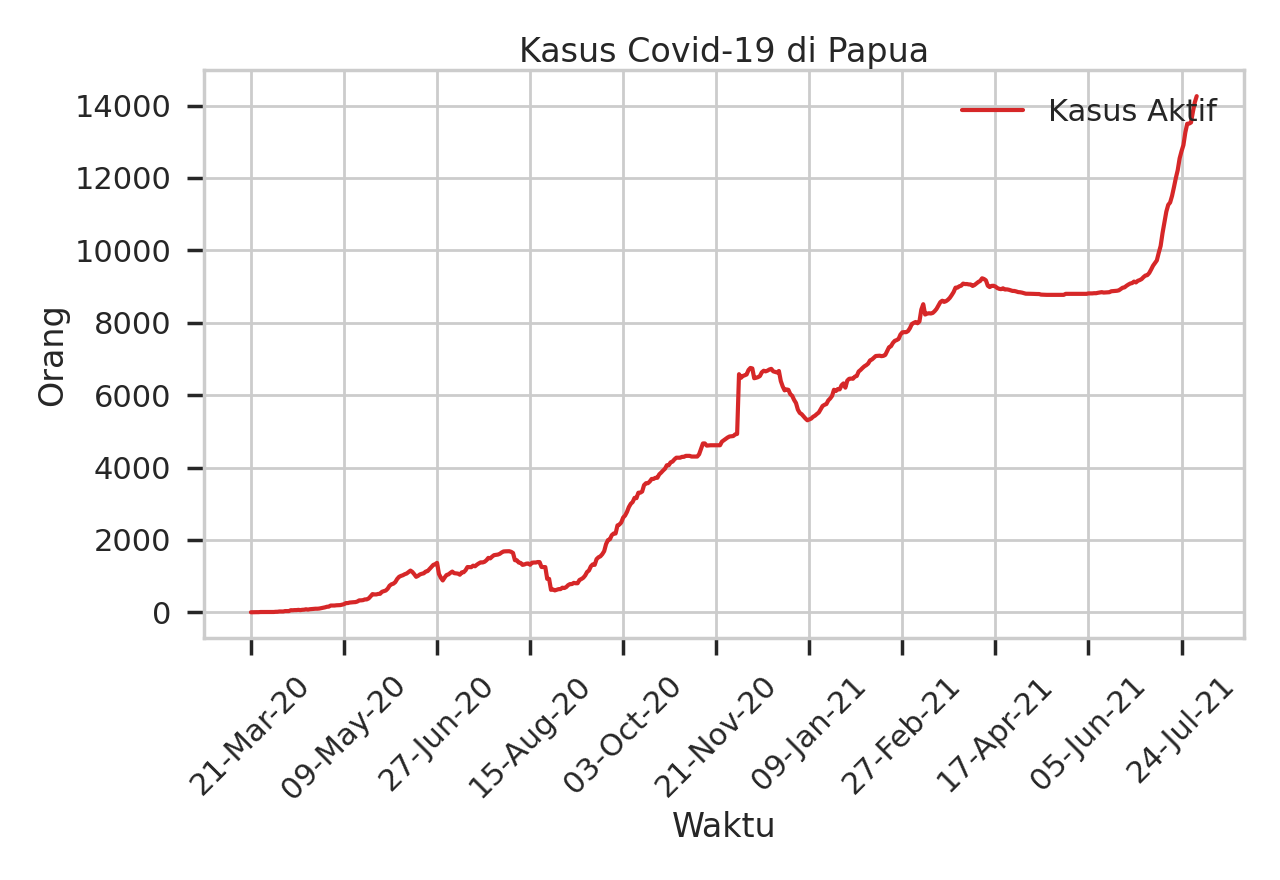 Kasus Covid-19 di Papua
Kasus Aktif
Orang
14000
12000
10000
8000
6000
4000
2000
0
21-Mar-20
09-May-20
27-Jun-20
15-Aug-20
03-Oct-20
21-Nov-20
09-Jan-21
27-Feb-21
17-Apr-21
05-Jun-21
24-Jul-21
Waktu